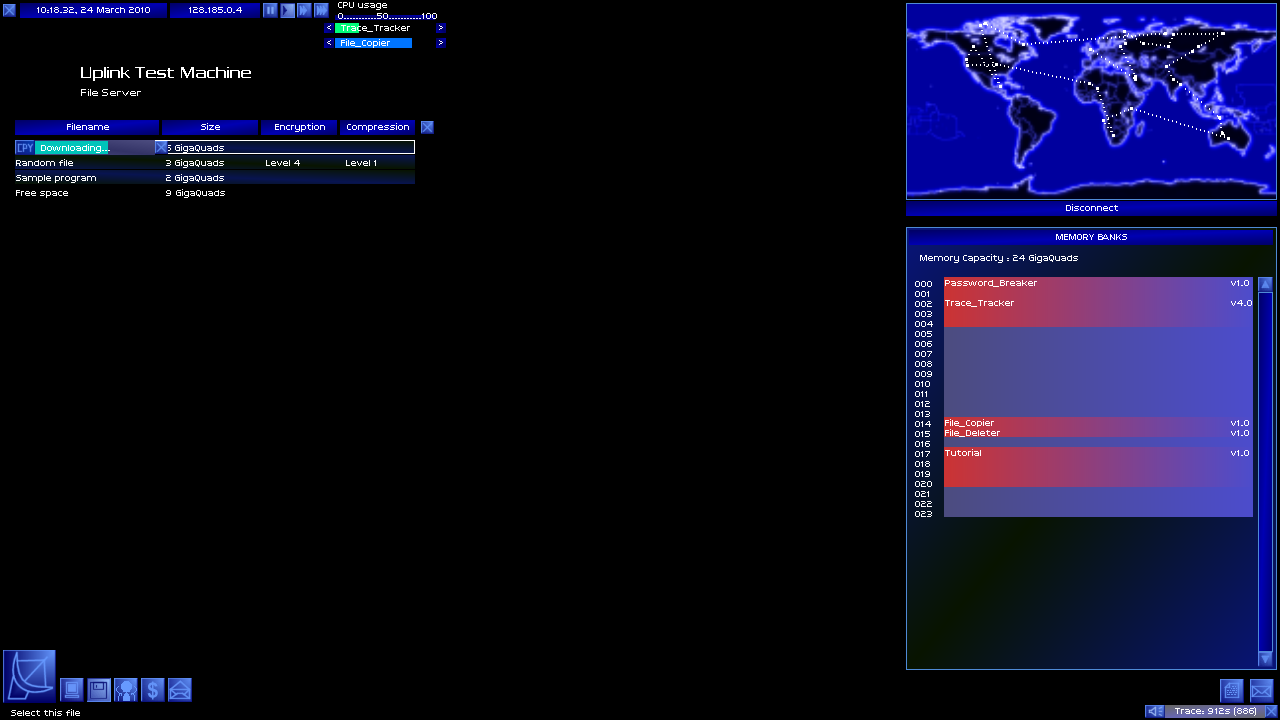 10:18.32, 24 March 2010
128.185.0.4
CPU usage
0...........50...........100
< Trace_Tracker >
< File_Copier >
Uplink Test Machine
File Server
Filename Size Encryption Compression
CPY Downloading... GigaQuads
Random file 3 GigaQuads Level 4 Level 1
Sample program 2 GigaQuads
Free space 9 GigaQuads
Disconnect
MEMORY BANKS
Memory Capacity : 24 GigaQuads
000 Password_Breaker v1.0
001
002 Trace_Tracker v4.0
003
004
005
006
007
008
009
010
011
012
013
014 File_Copier v1.0
015 File_Deleter v1.0
016
017 Tutorial v1.0
018
019
020
021
022
023
$
Select this file
Trace: 912s (886)